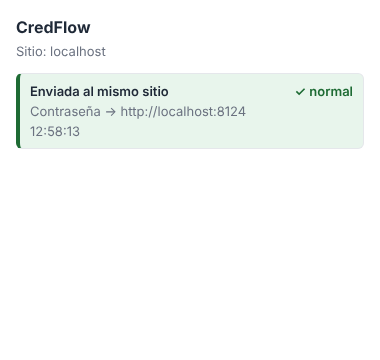 CredFlow
Sitio: localhost
Enviada al mismo sitio ✓ normal
Contraseña → http://localhost:8124
12:58:13